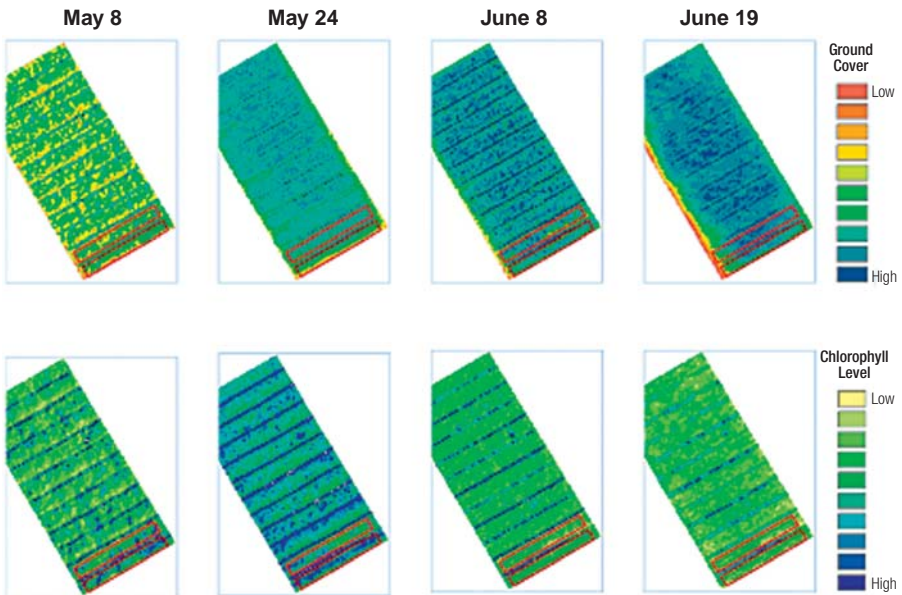 May 8
May 24
June 8
June 19
Ground
Cover
Low
High
Chlorophyll
Level
Low
High